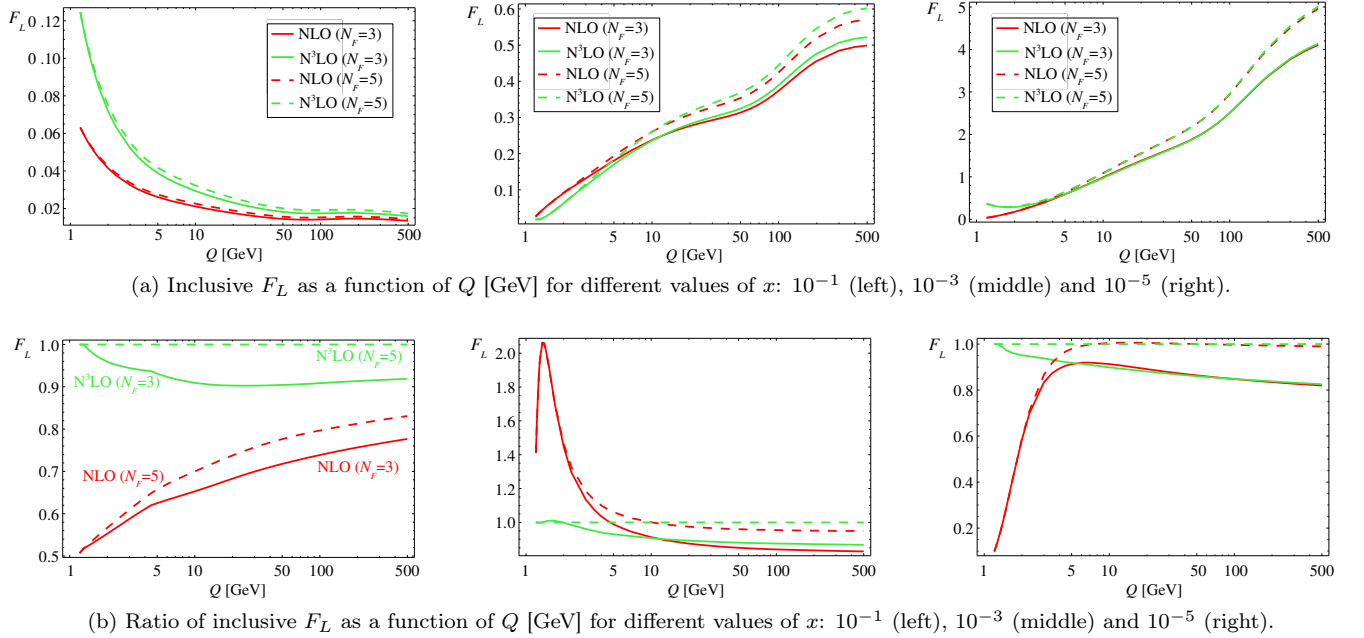 F_L
0.12
0.10
0.08
0.06
0.04
0.02
NLO (N_F=3)
N³LO (N_F=3)
NLO (N_F=5)
N³LO (N_F=5)
1 5 10 50 100 500
Q [GeV]
F_L
0.6
0.5
0.4
0.3
0.2
0.1
NLO (N_F=3)
N³LO (N_F=3)
NLO (N_F=5)
N³LO (N_F=5)
1 5 10 50 100 500
Q [GeV]
F_L
5
4
3
2
1
0
NLO (N_F=3)
N³LO (N_F=3)
NLO (N_F=5)
N³LO (N_F=5)
1 5 10 50 100 500
Q [GeV]
(a) Inclusive F_L as a function of Q [GeV] for different values of x: 10⁻¹ (left), 10⁻³ (middle) and 10⁻⁵ (right).
F_L
1.0
0.9
0.8
0.7
0.6
0.5
N³LO (N_F=5)
N³LO (N_F=3)
NLO (N_F=5)
NLO (N_F=3)
1 5 10 50 100 500
Q [GeV]
F_L
2.0
1.8
1.6
1.4
1.2
1.0
1 5 10 50 100 500
Q [GeV]
F_L
1.0
0.8
0.6
0.4
0.2
1 5 10 50 100 500
Q [GeV]
(b) Ratio of inclusive F_L as a function of Q [GeV] for different values of x: 10⁻¹ (left), 10⁻³ (middle) and 10⁻⁵ (right).